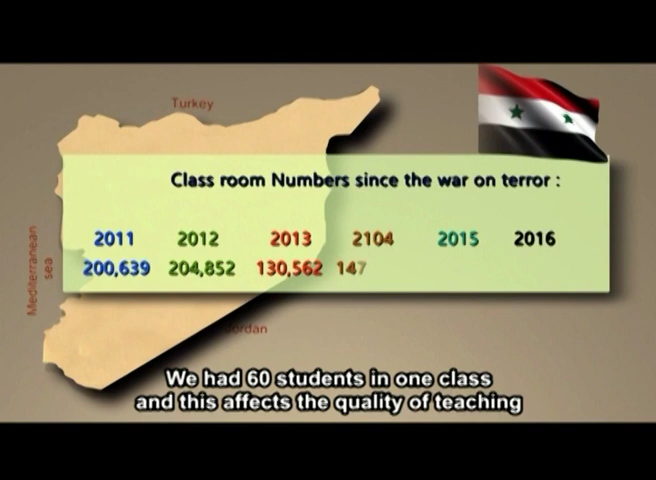 Turkey
Class room Numbers since the war on terror :
2011 2012 2013 2104 2015 2016
200,639 204,852 130,562 147
Mediterranean
sea
Jordan
We had 60 students in one class
and this affects the quality of teaching